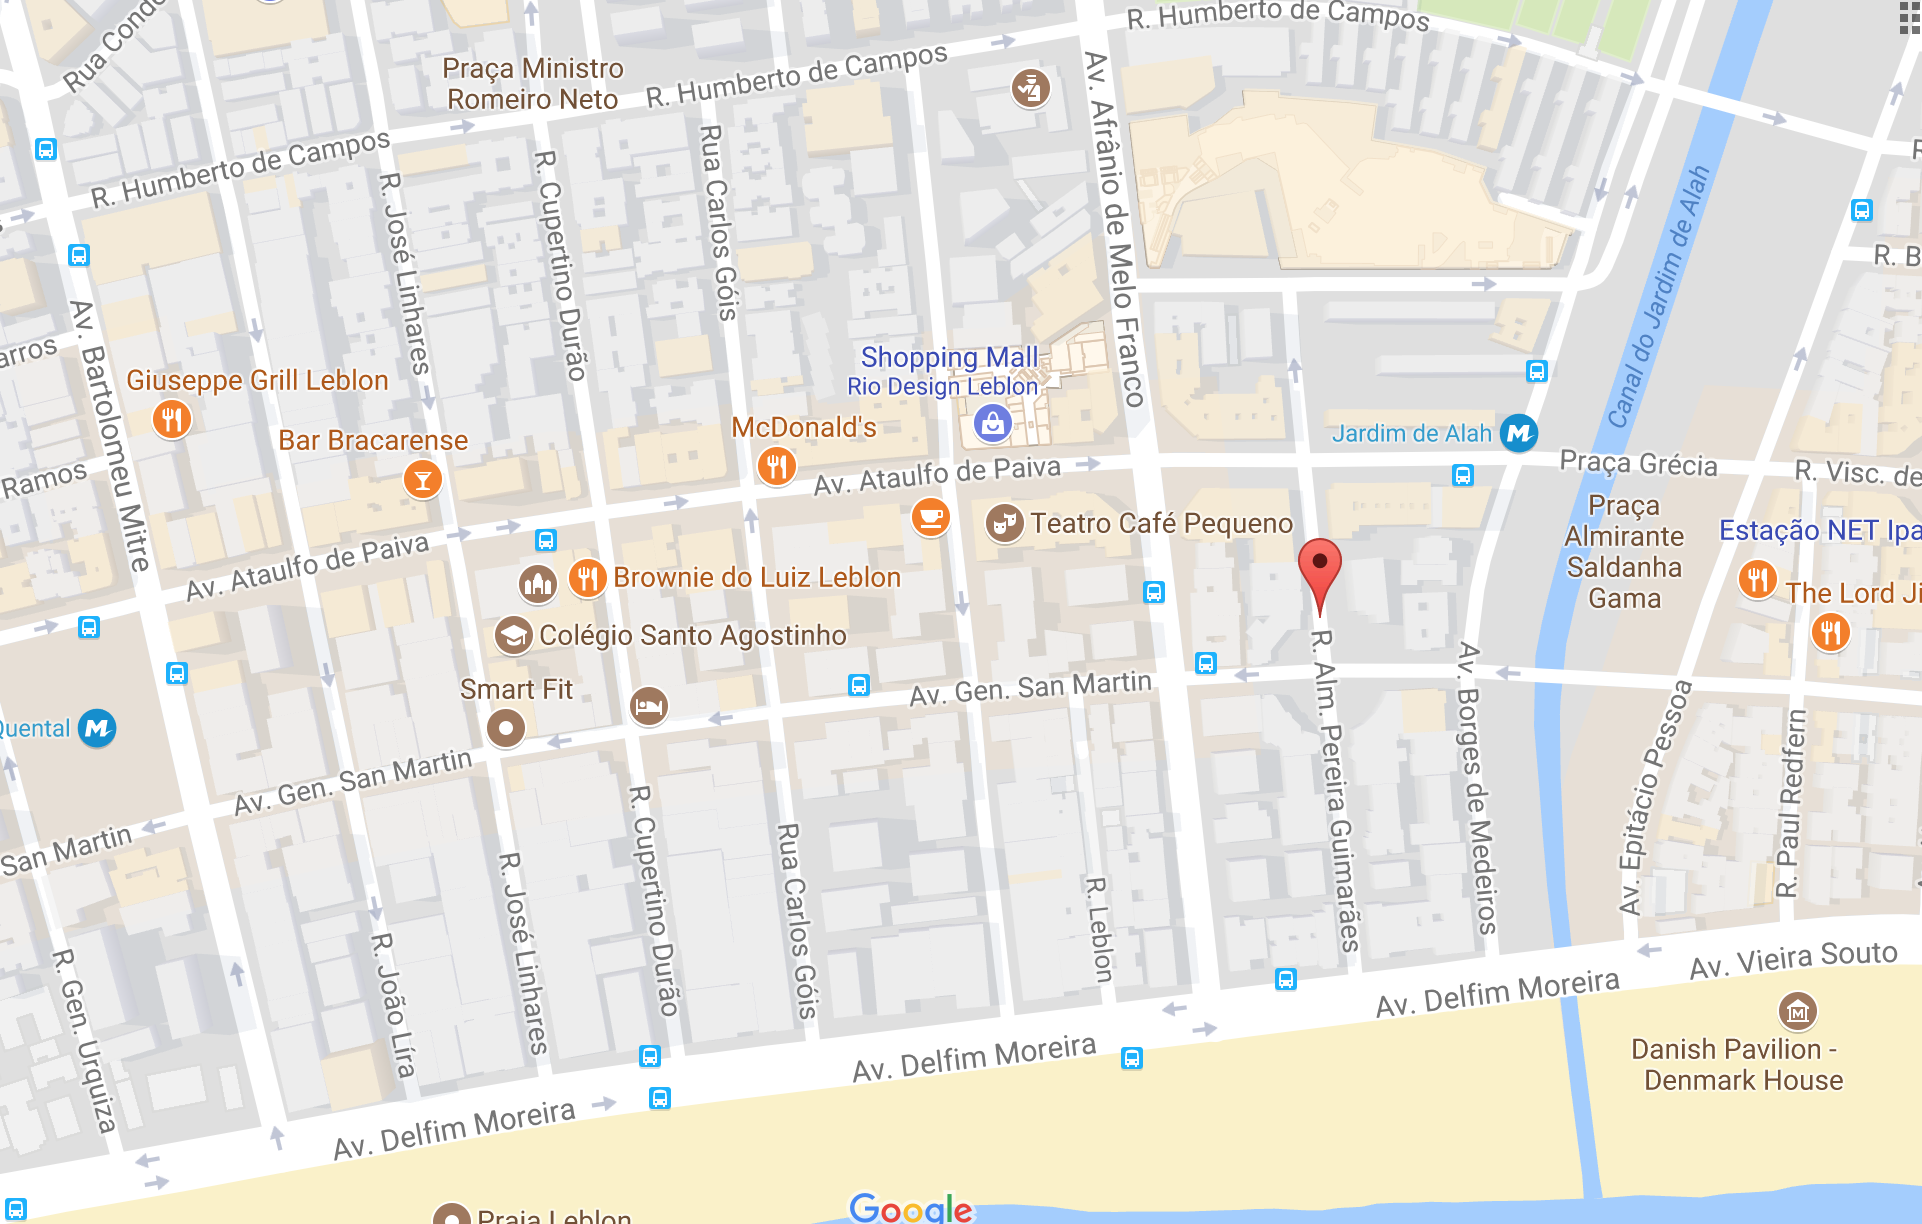 R. Humberto de Campos
Rua Condo
Praça Ministro
Romeiro Neto
R. Humberto de Campos
R. Humberto de Campos
Av. Afrânio de Melo Franco
Rua Carlos Góis
R. Cupertino Durão
R. José Linhares
Canal do Jardim de Alah
R. B
R
arros
Av. Bartolomeu Mitre
Giuseppe Grill Leblon
Shopping Mall
Rio Design Leblon
Bar Bracarense
McDonald's
Jardim de Alah
Ramos
Av. Ataulfo de Paiva
Praça Grécia
R. Visc. de
Praça
Almirante
Saldanha
Gama
Teatro Café Pequeno
Estação NET Ipa
Av. Ataulfo de Paiva
Brownie do Luiz Leblon
The Lord Ji
Colégio Santo Agostinho
Smart Fit
Av. Gen. San Martin
Quental
Av. Gen. San Martin
San Martin
R. Alm. Pereira Guimarães
Av. Borges de Medeiros
Av. Epitácio Pessoa
R. Paul Redfern
R. Cupertino Durão
Rua Carlos Góis
R. José Linhares
R. Leblon
R. João Líra
R. Gen. Urquiza
Av. Vieira Souto
Av. Delfim Moreira
Av. Delfim Moreira
Av. Delfim Moreira
Danish Pavilion -
Denmark House
Praia Leblon
Google